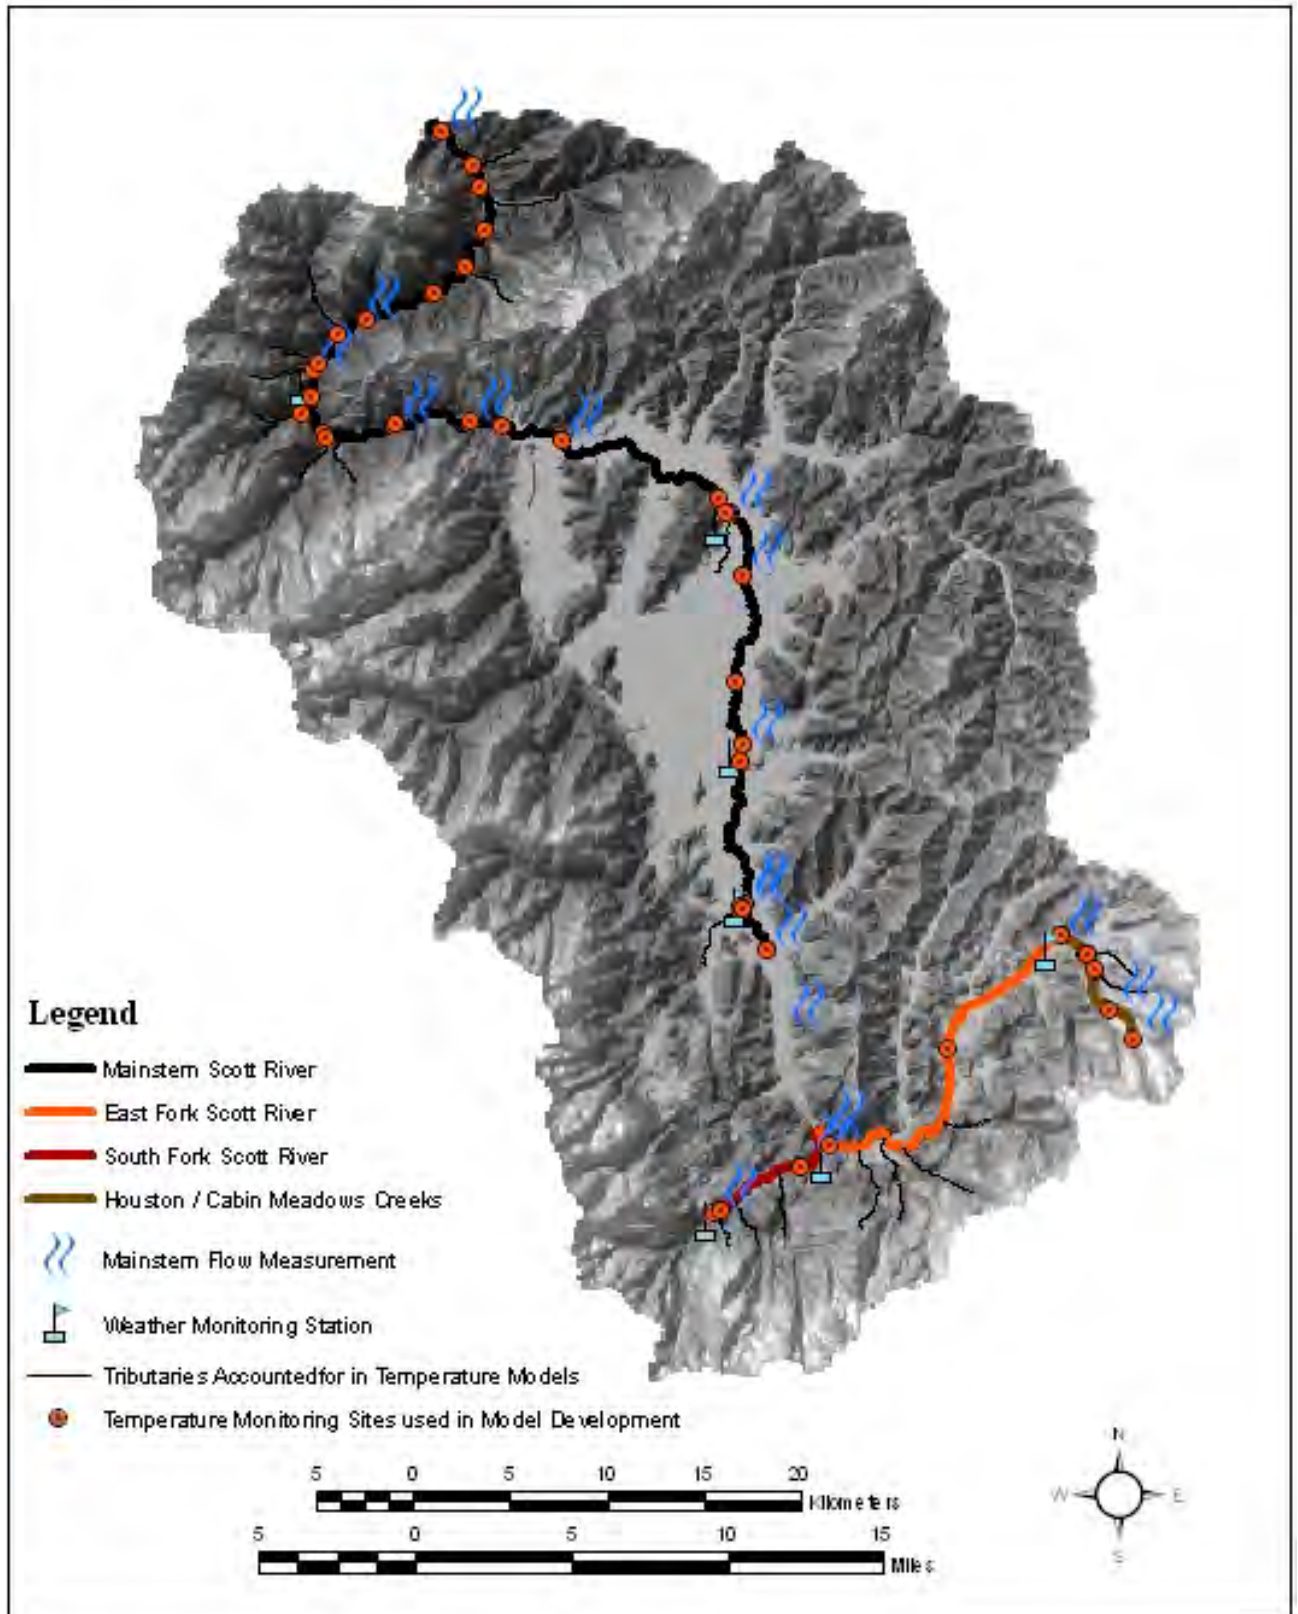 Legend
Mainstem Scott River
East Fork Scott River
South Fork Scott River
Houston / Cabin Meadows Creeks
Mainstem Flow Measurement
Weather Monitoring Station
Tributaries Accountedfor in Temperature Models
Temperature Monitoring Sites used in Model Development
5 0 5 10 15 20
Kilometers
5 0 5 10 15
Miles
N
W E
S